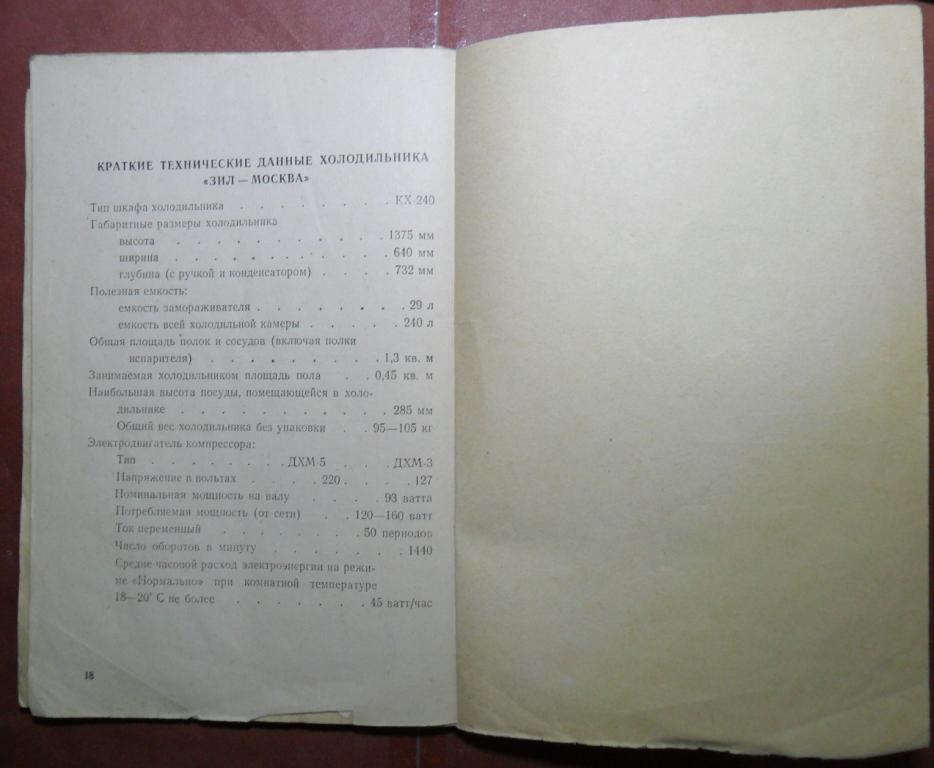 КРАТКИЕ ТЕХНИЧЕСКИЕ ДАННЫЕ ХОЛОДИЛЬНИКА
«ЗИЛ — МОСКВА»
Тип шкафа холодильника . . . . . . . . КХ-240
Габаритные размеры холодильника
высота . . . . . . . . . . . 1375 мм
ширина . . . . . . . . . . . 640 мм
глубина (с ручкой и конденсатором) . . . . 732 мм
Полезная емкость:
емкость замораживателя . . . . . . . . 29 л
емкость всей холодильной камеры . . . . . 240 л
Общая площадь полок и сосудов (включая полки
испарителя) . . . . . . . . . 1,3 кв. м
Занимаемая холодильником площадь пола . . 0,45 кв. м
Наибольшая высота посуды, помещающейся в холо-
дильнике . . . . . . . . . . 285 мм
Общий вес холодильника без упаковки . . 95—105 кг
Электродвигатель компрессора:
Тип . . . . . . . ДХМ-5 . . . ДХМ-3
Напряжение в вольтах . . . . 220 . . . . 127
Номинальная мощность на валу . . . . 93 ватта
Потребляемая мощность (от сети) . . 120—160 ватт
Ток переменный . . . . . . . 50 периодов
Число оборотов в минуту . . . . . . . 1440
Средне-часовой расход электроэнергии на режи-
ме «Нормально» при комнатной температуре
18—20° С не более . . . . . . . 45 ватт/час
18